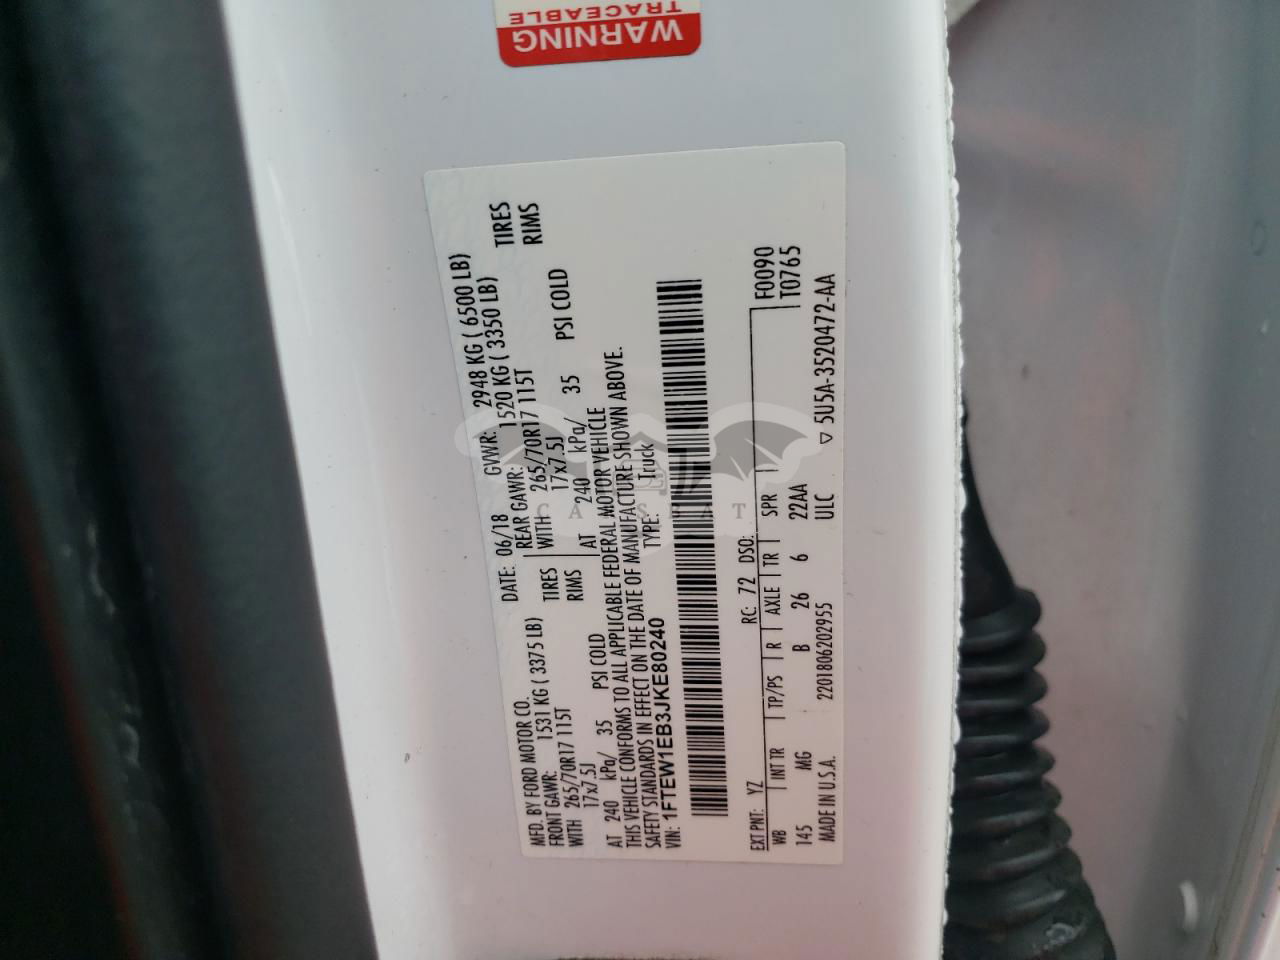 WARNING
TRACEABLE
MFD. BY FORD MOTOR CO.
DATE: 06/18 GVWR: 2948 KG ( 6500 LB)
FRONT GAWR: 1531 KG ( 3375 LB)
REAR GAWR: 1520 KG ( 3350 LB)
WITH 265/70R17 115T TIRES
WITH 265/70R17 115T TIRES
17x7.5J RIMS
17x7.5J RIMS
AT 240 kPa/ 35 PSI COLD
AT 240 kPa/ 35 PSI COLD
THIS VEHICLE CONFORMS TO ALL APPLICABLE FEDERAL MOTOR VEHICLE
SAFETY STANDARDS IN EFFECT ON THE DATE OF MANUFACTURE SHOWN ABOVE.
VIN: 1FTEW1EB3JKE80240
TYPE: Truck
EXT PNT: YZ RC: 72 DSO: F0090
WB INT TR TP/PS R AXLE TR SPR T0765
145 MG B 26 6 22AA
MADE IN U.S.A. 2201806202955 ULC ▽ 5U5A-3520472-AA